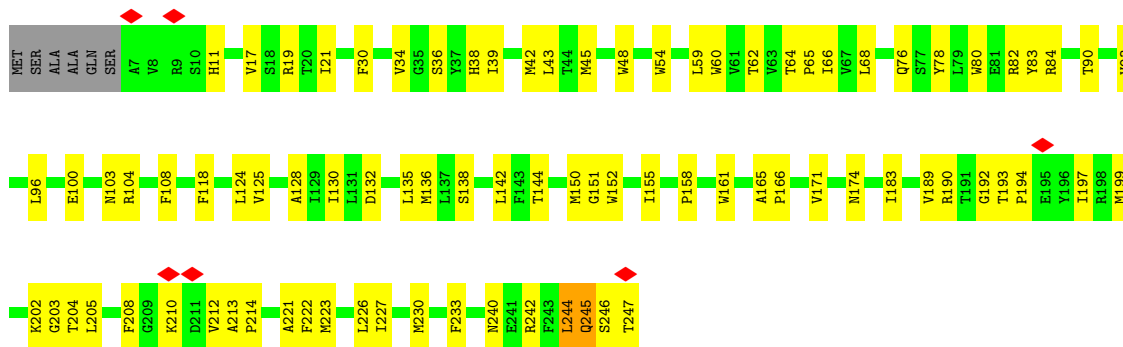 MET SER ALA ALA GLN SER A7 V8 R9 S10 H11 V17 S18 R19 T20 I21 F30 V34 G35 S36 Y37 H38 I39 M42 L43 T44 M45 W48 W54 L59 W60 V61 T62 V63 T64 P65 I66 V67 L68 Q76 S77 Y78 L79 W80 E81 R82 Y83 R84 T90
L96 E100 N103 R104 F108 F118 L124 V125 A128 I129 I130 L131 D132 L135 M136 L137 S138 L142 F143 T144 M150 G151 W152 I155 P158 W161 A165 P166 V171 N174 I183 V189 R190 T191 G192 T193 P194 E195 Y196 I197 R198 M199
K202 G203 T204 L205 F208 G209 K210 D211 V212 A213 P214 A221 F222 M223 L226 I227 M230 F233 N240 E241 R242 F243 L244 Q245 S246 T247